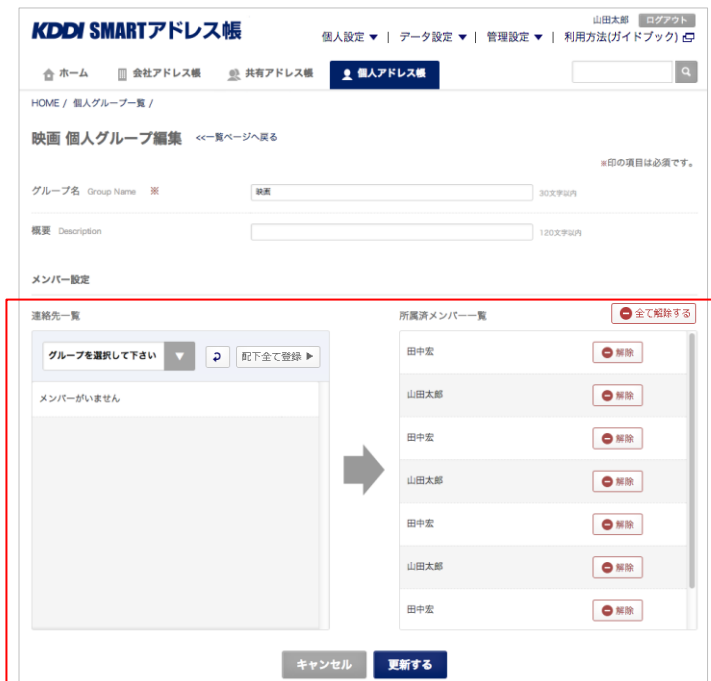 山田太郎 ログアウト
KDDI SMARTアドレス帳
個人設定 ▼ | データ設定 ▼ | 管理設定 ▼ | 利用方法(ガイドブック)
ホーム 会社アドレス帳 共有アドレス帳 個人アドレス帳
HOME / 個人グループ一覧 /
映画 個人グループ編集 <<一覧ページへ戻る
※印の項目は必須です。
グループ名 Group Name ※ 映画 30文字以内
概要 Description 120文字以内
メンバー設定
連絡先一覧 所属済メンバー一覧 全て解除する
グループを選択して下さい ▼ 配下全て登録 ▶
メンバーがいません
田中宏 解除
山田太郎 解除
田中宏 解除
山田太郎 解除
田中宏 解除
山田太郎 解除
田中宏 解除
キャンセル 更新する